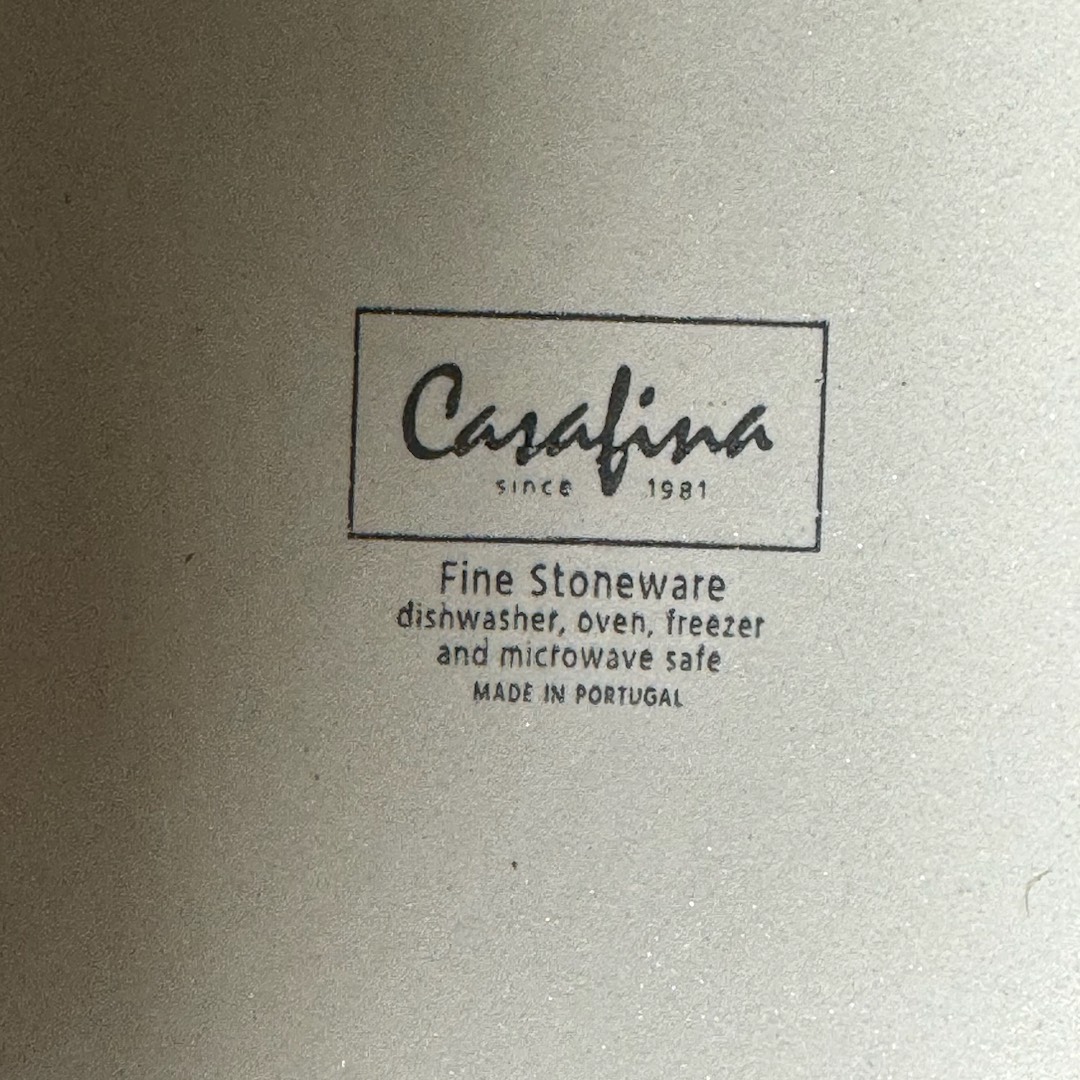 Casafina
since 1981
Fine Stoneware
dishwasher, oven, freezer
and microwave safe
MADE IN PORTUGAL